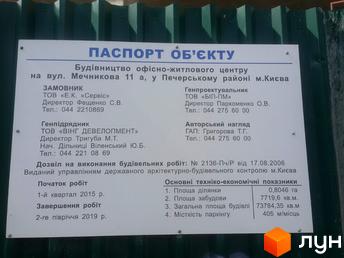 ПАСПОРТ ОБ'ЄКТУ
Будівництво офісно-житлового центру
на вул. Мечникова 11 а, у Печерському районі м.Києва
ЗАМОВНИК
ТОВ «Е.К. «Сервіс»
Директор Фещенко С.В.
Тел.: 044 2210869
Генпроектувальник
ТОВ «БІП-ПМ»
Директор Пархоменко О.В.
Тел.: 044 275 60 00
Генпідрядник
ТОВ «ВІНГ ДЕВЕЛОПМЕНТ»
Директор Тригуба М.Т.
Нач. Дільниці Віленський Ю.Б.
Тел.: 044 221 08 69
Авторський нагляд
ГАП: Григорова Т.Г.
Тел.: 044 275 60 00
Дозвіл на виконання будівельних робіт: № 2136-Пч/Р від 17.08.2006
Виданий управлінням державного архітектурно-будівельного контролю м.Києва
Початок робіт
1-й квартал 2015 р.
Завершення робіт
2-ге півріччя 2019 р.
Основні техніко-економічні показники
1. Площа ділянки 0,8046 га
2. Площа забудови 7719,6 м.кв.
3. Загальна площа будівлі 73784,35 м.кв
4. Місткість паркінгу 405 м/місць
ЛУН